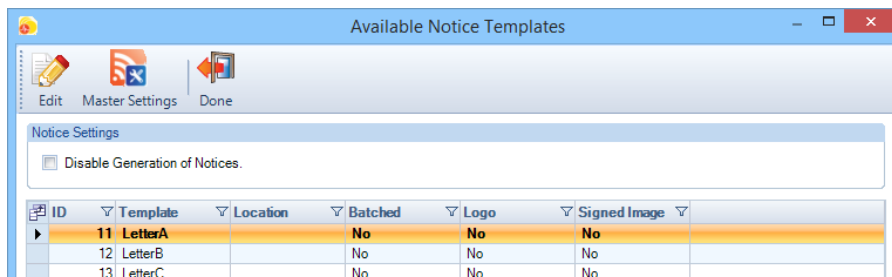 Available Notice Templates
Edit Master Settings Done
Notice Settings
Disable Generation of Notices.
ID Template Location Batched Logo Signed Image
11 LetterA No No No
12 LetterB No No No
13 LetterC No No No